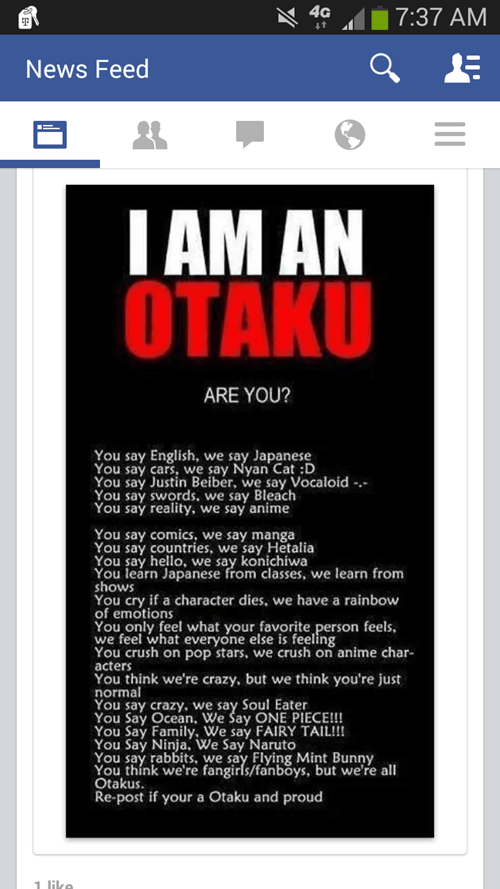 4G
7:37 AM
News Feed
I AM AN
OTAKU
ARE YOU?
You say English, we say Japanese
You say cars, we say Nyan Cat :D
You say Justin Beiber, we say Vocaloid -.-
You say swords, we say Bleach
You say reality, we say anime
You say comics, we say manga
You say countries, we say Hetalia
You say hello, we say konichiwa
You learn Japanese from classes, we learn from
shows
You cry if a character dies, we have a rainbow
of emotions
You only feel what your favorite person feels,
we feel what everyone else is feeling
You crush on pop stars, we crush on anime char-
acters
You think we're crazy, but we think you're just
normal
You say crazy, we say Soul Eater
You Say Ocean, We Say ONE PIECE!!!
You Say Family, We Say FAIRY TAIL!!!
You Say Ninja, We Say Naruto
You say rabbits, we say Flying Mint Bunny
You think we're fangirls/fanboys, but we're all
Otakus.
Re-post if your a Otaku and proud
1 like